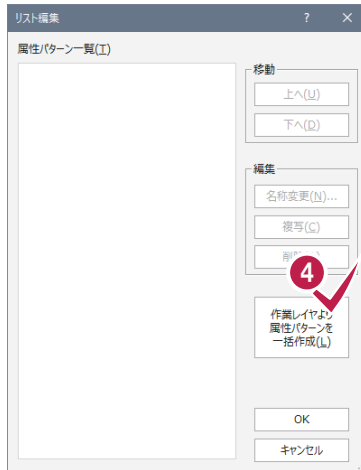 リスト編集 ? ×
属性パターン一覧(T)
移動
上へ(U)
下へ(D)
編集
名称変更(N)...
複写(C)
4
作業レイヤより
属性パターンを
一括作成(L)
OK
キャンセル